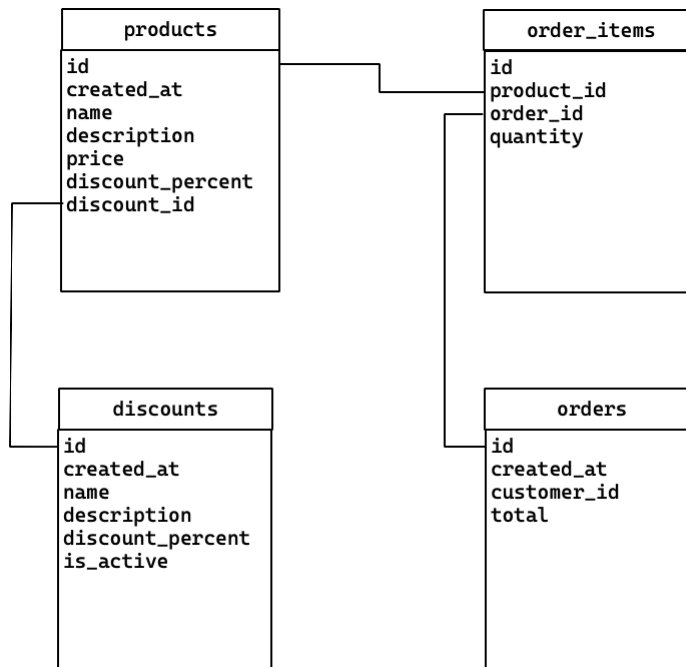 products
id
created_at
name
description
price
discount_percent
discount_id
order_items
id
product_id
order_id
quantity
discounts
id
created_at
name
description
discount_percent
is_active
orders
id
created_at
customer_id
total